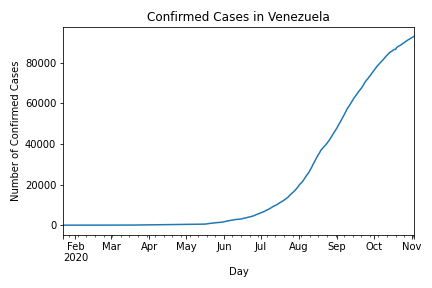 Confirmed Cases in Venezuela
Number of Confirmed Cases
80000
60000
40000
20000
0
Feb Mar Apr May Jun Jul Aug Sep Oct Nov
2020
Day